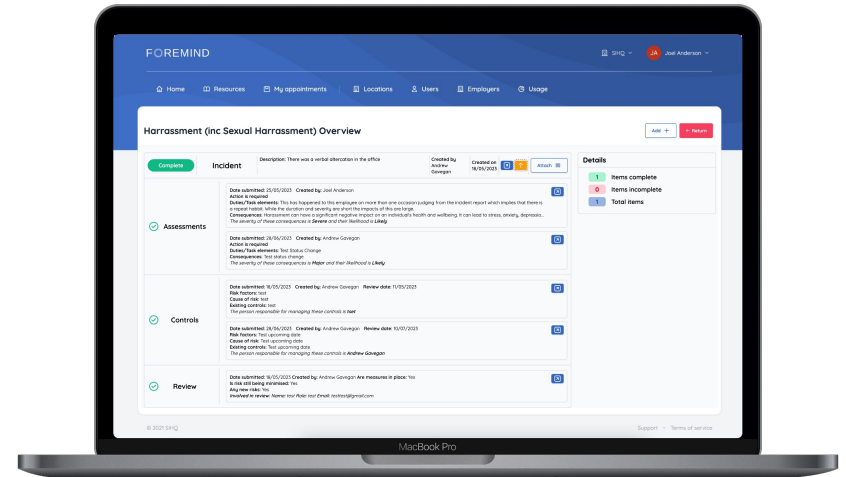 FOREMIND
SIHQ
JA
Joel Anderson
Home
Resources
My appointments
Locations
Users
Employers
Usage
Harrassment (inc Sexual Harrassment) Overview
Add +
← Return
Complete
Incident
Description: There was a verbal altercation in the office
Created by
Andrew
Gavegan
Created on
18/05/2023
Attach
Details
1 Items complete
0 Items incomplete
1 Total items
Assessments
Date submitted: 25/05/2023 Created by: Joel Anderson
Action is required
Duties/Task elements: This has happened to this employee on more than one occasion judging from the incident report which implies that there is
a repeat habit. While the duration and severity are short the impacts of this are large.
Consequences: Harassment can have a significant negative impact on an individual's health and wellbeing. It can lead to stress, anxiety, depressio...
The severity of these consequences is Severe and their likelihood is Likely
Date submitted: 28/06/2023 Created by: Andrew Gavegan
Action is required
Duties/Task elements: Test Status Change
Consequences: Test status change
The severity of these consequences is Major and their likelihood is Likely
Controls
Date submitted: 18/05/2023 Created by: Andrew Gavegan Review date: 11/05/2023
Risk factors: test
Cause of risk: test
Existing controls: test
The person responsible for managing these controls is test
Date submitted: 28/06/2023 Created by: Andrew Gavegan Review date: 10/07/2023
Risk factors: Test upcoming date
Cause of risk: Test upcoming date
Existing controls: Test upcoming date
The person responsible for managing these controls is Andrew Gavegan
Review
Date submitted: 18/05/2023 Created by: Andrew Gavegan Are measures in place: Yes
Is risk still being minimised: Yes
Any new risks: Yes
Involved in review: Name: test Role: test Email: testtest@gmail.com
© 2021 SIHQ
Support • Terms of service
MacBook Pro